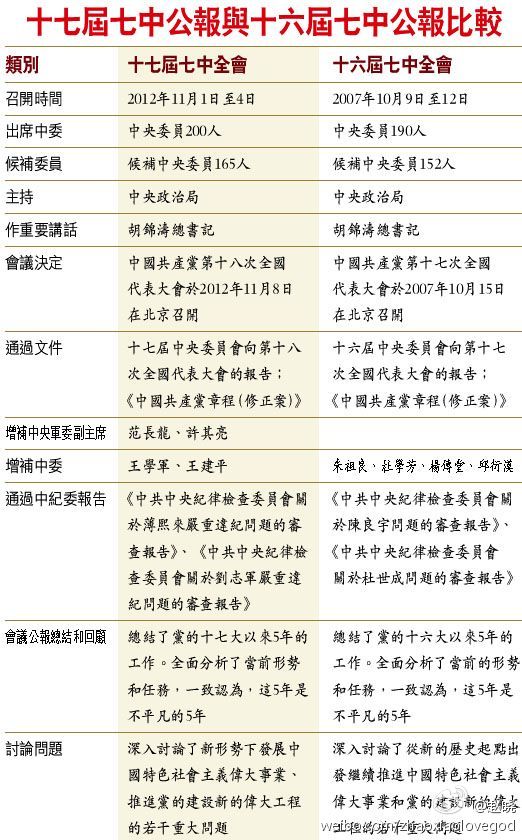 十七屆七中公報與十六屆七中公報比較
類別 十七屆七中全會 十六屆七中全會
召開時間 2012年11月1日至4日 2007年10月9日至12日
出席中委 中央委員200人 中央委員190人
候補委員 候補中央委員165人 候補中央委員152人
主持 中央政治局 中央政治局
作重要講話 胡錦濤總書記 胡錦濤總書記
會議決定 中國共產黨第十八次全國 中國共產黨第十七次全國
代表大會於2012年11月8日 代表大會於2007年10月15日
在北京召開 在北京召開
通過文件 十七屆中央委員會向第十八 十六屆中央委員會向第十七
次全國代表大會的報告； 次全國代表大會的報告；
《中國共產黨章程(修正案)》 《中國共產黨章程(修正案)》
增補中央軍委副主席 范長龍、許其亮
增補中委 王學軍、王建平 朱祖良、杜學芳、楊傳堂、邱衍漢
通過中紀委報告 《中共中央紀律檢查委員會關 《中共中央紀律檢查委員會關
於薄熙來嚴重違紀問題的審 於陳良宇問題的審查報告》、
查報告》、《中共中央紀律檢 《中共中央紀律檢查委員會
查委員會關於劉志軍嚴重違 關於杜世成問題的審查報告》
紀問題的審查報告》
會議公報總結和回顧 總結了黨的十七大以來5年的 總結了黨的十六大以來5年的
工作。全面分析了當前形勢 工作。全面分析了當前的形勢
和任務，一致認為，這5年是 和任務，一致認為，這5年是
不平凡的5年 不平凡的5年
討論問題 深入討論了新形勢下發展中 深入討論了從新的歷史起點出
國特色社會主義偉大事業、 發繼續推進中國特色社會主義
推進黨的建設新的偉大工程 偉大事業和黨的建設新的偉大
的若干重大問題